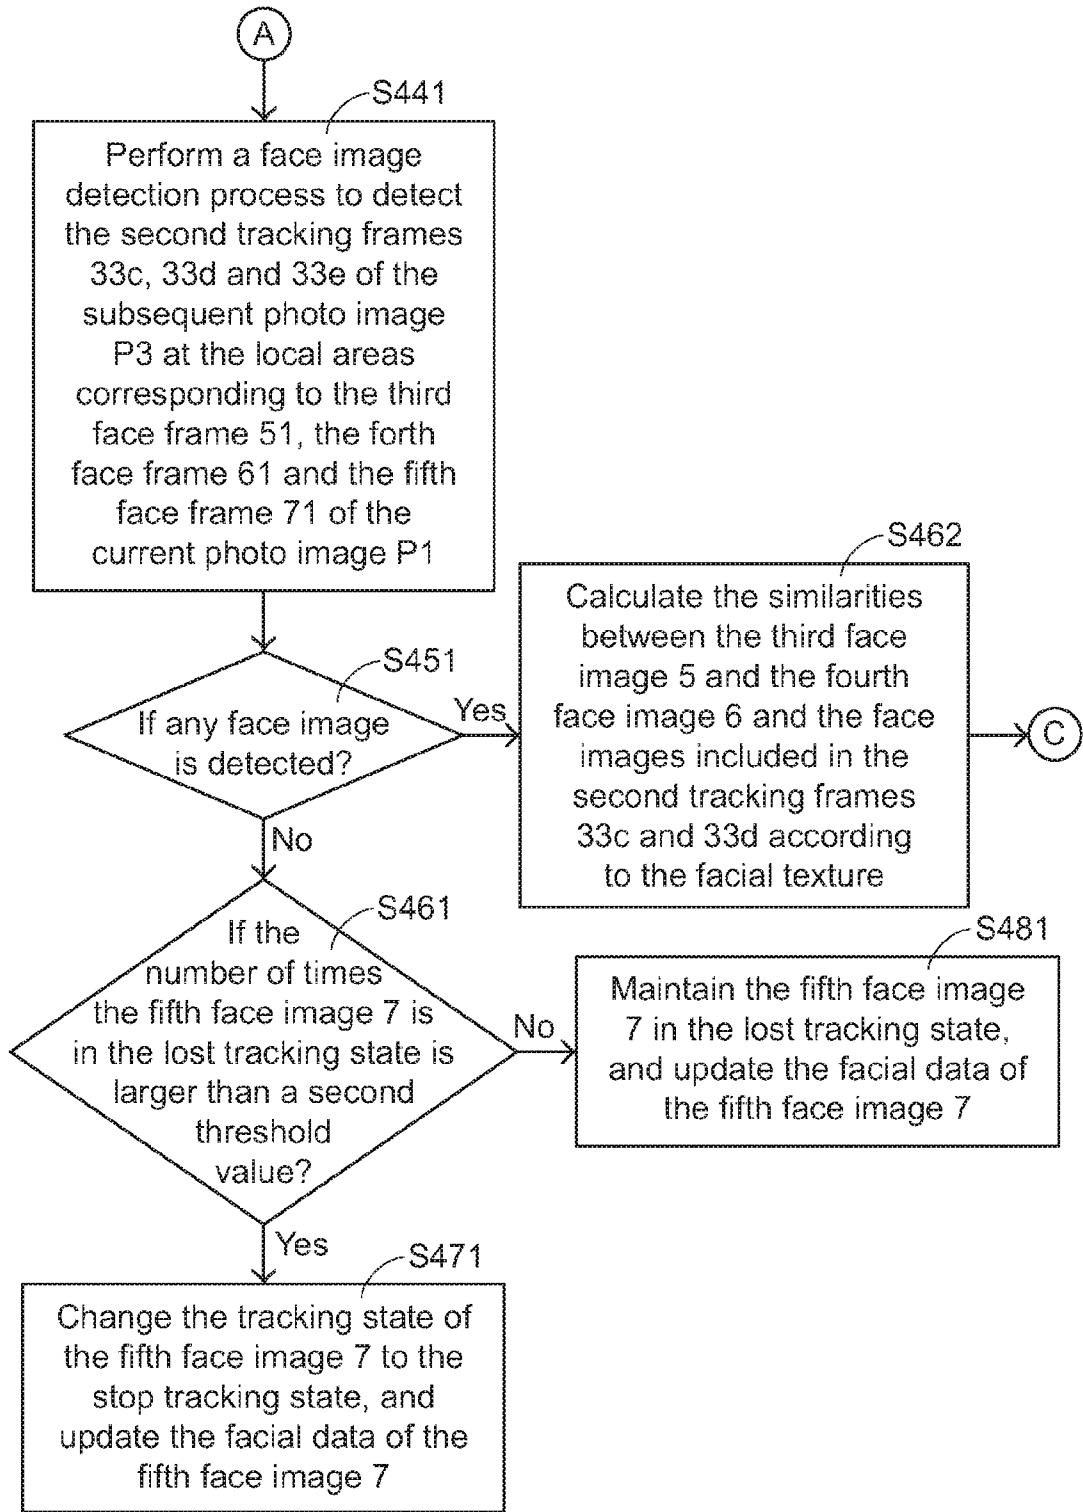 A
S441
Perform a face image
detection process to detect
the second tracking frames
33c, 33d and 33e of the
subsequent photo image
P3 at the local areas
corresponding to the third
face frame 51, the forth
face frame 61 and the fifth
face frame 71 of the
current photo image P1
S451
If any face image
is detected?
Yes
S462
Calculate the similarities
between the third face
image 5 and the fourth
face image 6 and the face
images included in the
second tracking frames
33c and 33d according
to the facial texture
C
No
S461
If the
number of times
the fifth face image 7 is
in the lost tracking state is
larger than a second
threshold
value?
No
S481
Maintain the fifth face image
7 in the lost tracking state,
and update the facial data of
the fifth face image 7
Yes
S471
Change the tracking state of
the fifth face image 7 to the
stop tracking state, and
update the facial data of the
fifth face image 7